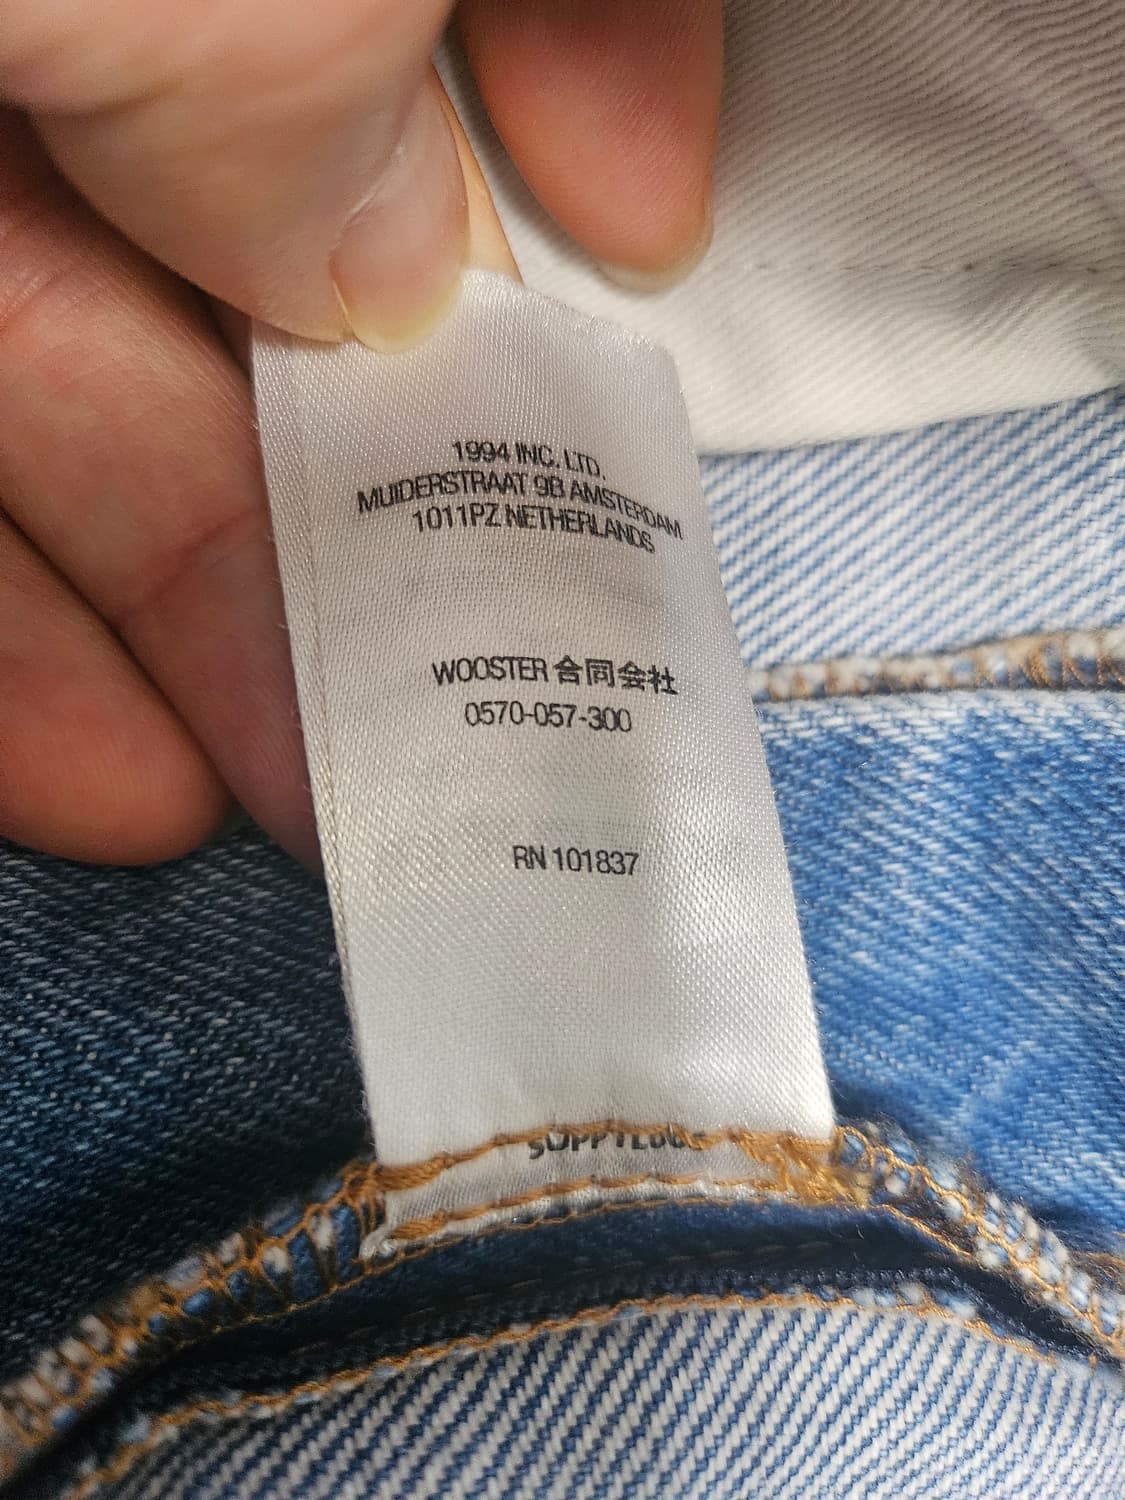 1994 INC. LTD.
MUIDERSTRAAT 9B AMSTERDAM
1011PZ NETHERLANDS
WOOSTER 合同会社
0570-057-300
RN 101837